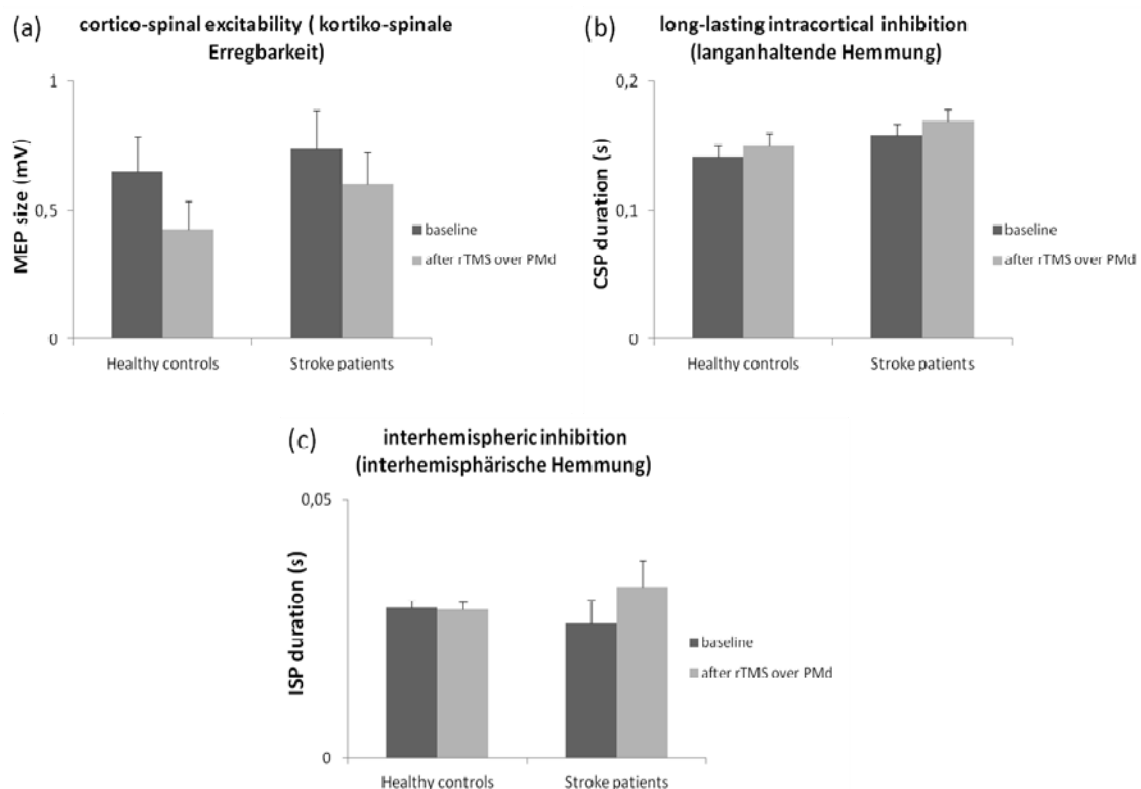 (a)
cortico-spinal excitability ( kortiko-spinale
Erregbarkeit)
1
0,5
0
MEP size (mV)
Healthy controls
Stroke patients
baseline
after rTMS over PMd
(b)
long-lasting intracortical inhibition
(langanhaltende Hemmung)
0,2
0,1
0
CSP duration (s)
Healthy controls
Stroke patients
baseline
after rTMS over PMd
(c)
interhemispheric inhibition
(interhemisphärische Hemmung)
0,05
0
ISP duration (s)
Healthy controls
Stroke patients
baseline
after rTMS over PMd